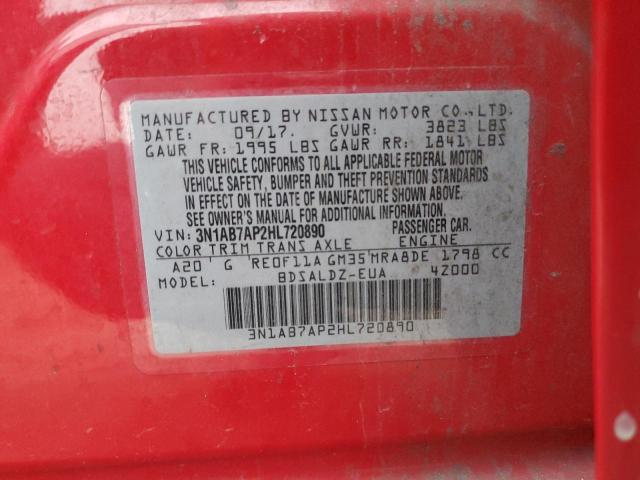 MANUFACTURED BY NISSAN MOTOR CO.,LTD.
DATE: 09/17. GVWR: 3823 LBS
GAWR FR: 1995 LBS GAWR RR: 1841 LBS
THIS VEHICLE CONFORMS TO ALL APPLICABLE FEDERAL MOTOR
VEHICLE SAFETY, BUMPER AND THEFT PREVENTION STANDARDS
IN EFFECT ON THE DATE OF MANUFACTURE SHOWN ABOVE.
SEE OWNER'S MANUAL FOR ADDITIONAL INFORMATION.
VIN: 3N1AB7AP2HL720890 PASSENGER CAR.
COLOR TRIM TRANS AXLE ENGINE
A20 G RE0F11A GM35 MRA8DE 1798 CC
MODEL: BDSALDZ-EUA 4Z000
3N1AB7AP2HL720890